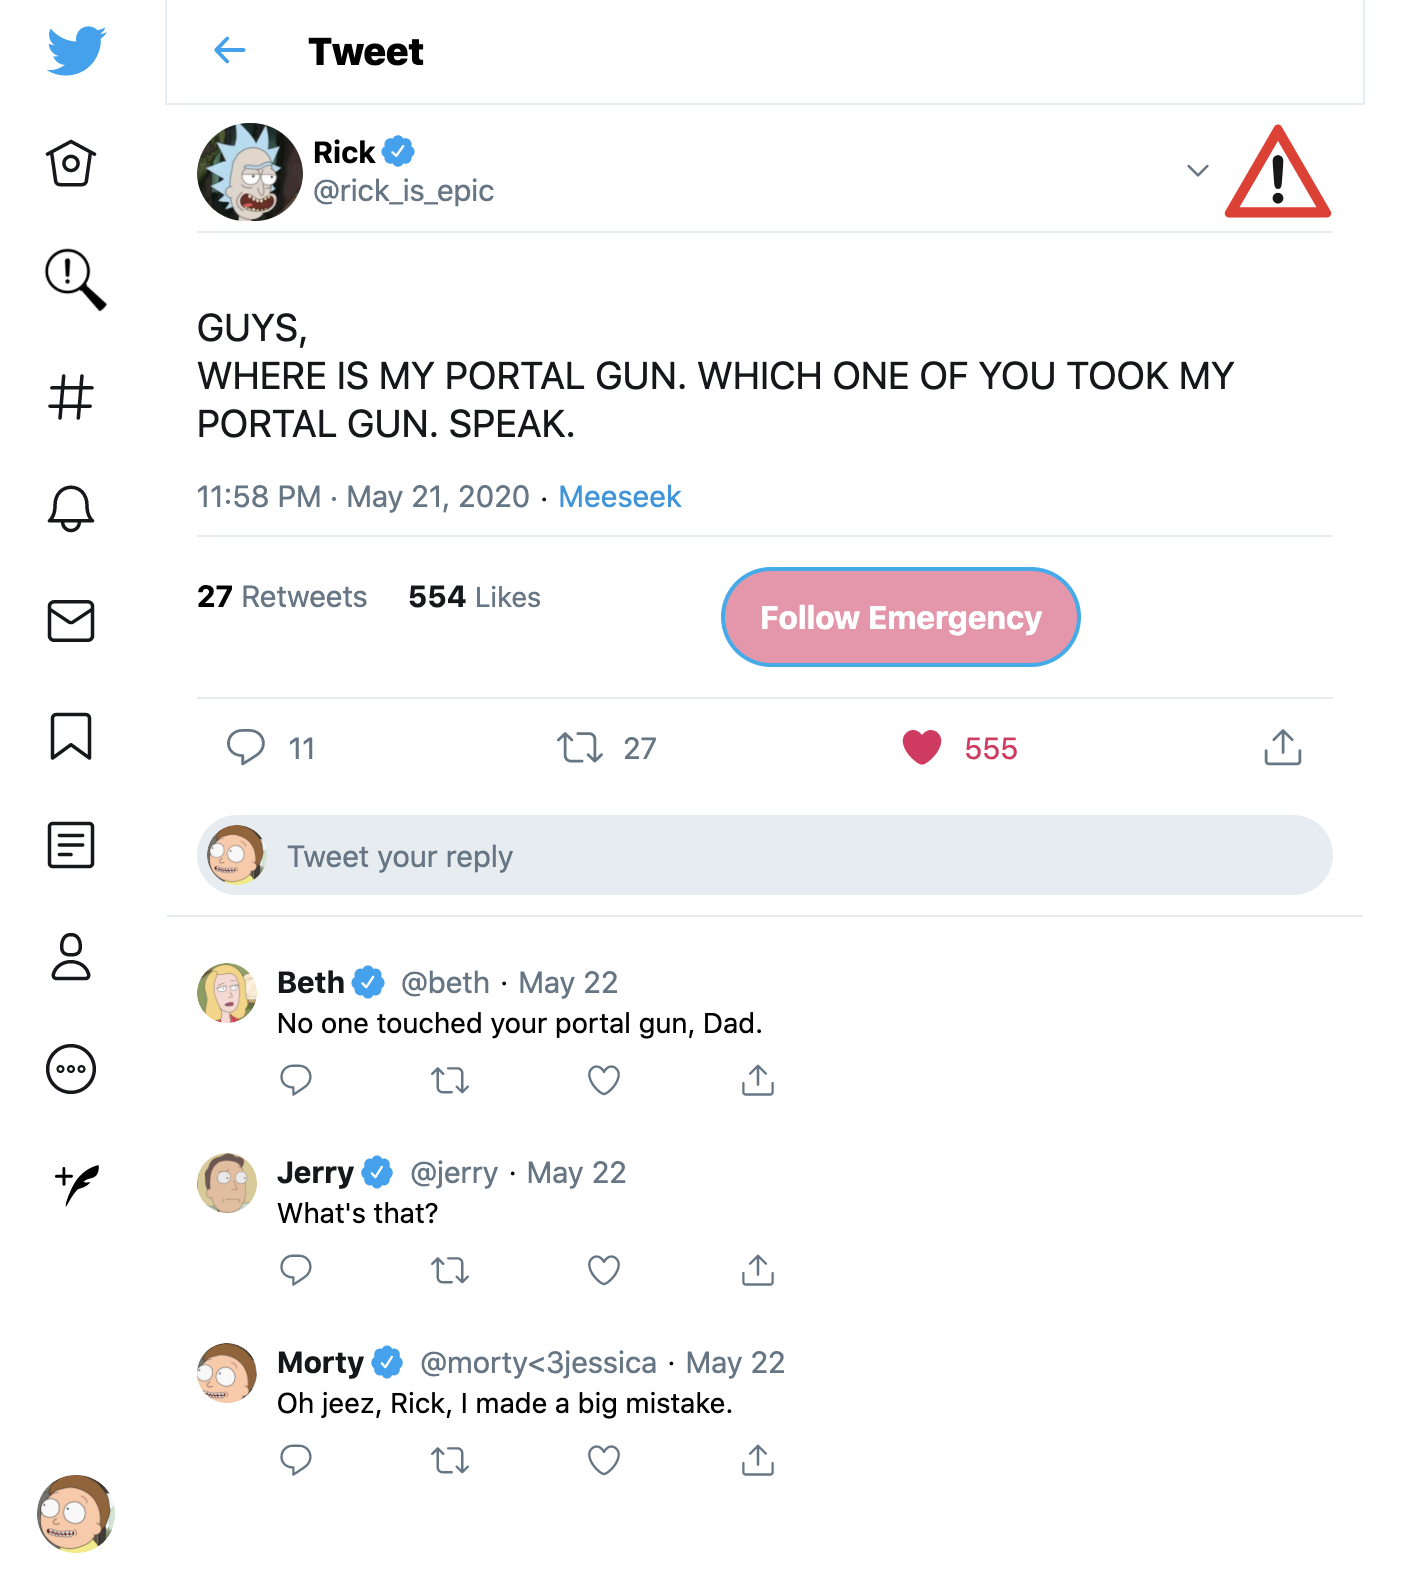 Tweet
Rick
@rick_is_epic
GUYS,
WHERE IS MY PORTAL GUN. WHICH ONE OF YOU TOOK MY
PORTAL GUN. SPEAK.
11:58 PM · May 21, 2020 · Meeseek
27 Retweets 554 Likes
Follow Emergency
11 27 555
Tweet your reply
Beth @beth · May 22
No one touched your portal gun, Dad.
Jerry @jerry · May 22
What's that?
Morty @morty<3jessica · May 22
Oh jeez, Rick, I made a big mistake.